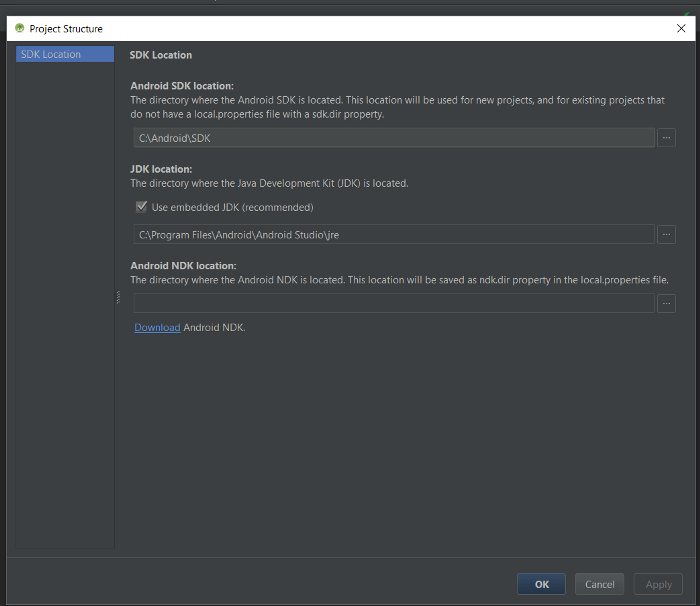 Project Structure
SDK Location
SDK Location
Android SDK location:
The directory where the Android SDK is located. This location will be used for new projects, and for existing projects that
do not have a local.properties file with a sdk.dir property.
C:\Android\SDK
...
JDK location:
The directory where the Java Development Kit (JDK) is located.
Use embedded JDK (recommended)
C:\Program Files\Android\Android Studio\jre
...
Android NDK location:
The directory where the Android NDK is located. This location will be saved as ndk.dir property in the local.properties file.
...
Download Android NDK.
OK
Cancel
Apply